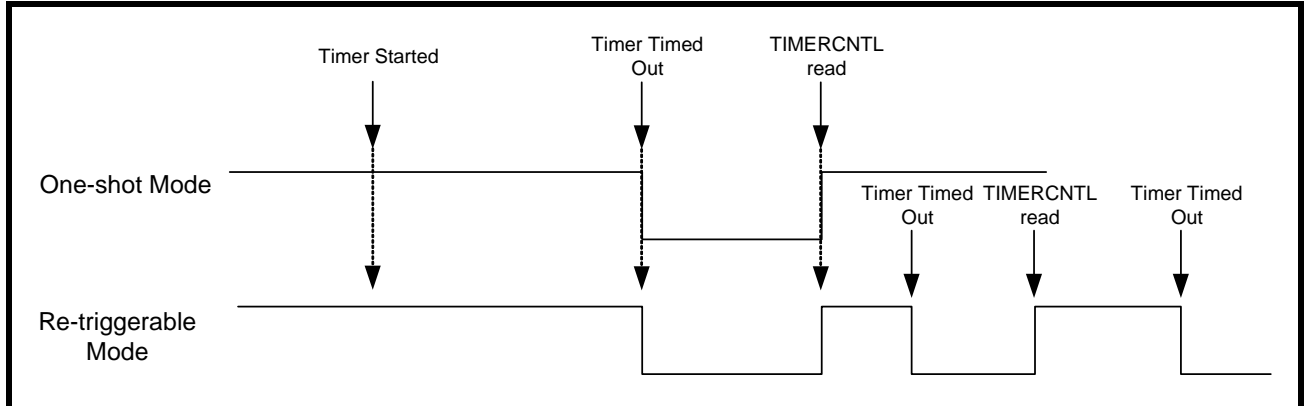 Timer Started
Timer Timed
Out
TIMERCNTL
read
One-shot Mode
Timer Timed
Out
TIMERCNTL
read
Timer Timed
Out
Re-triggerable
Mode